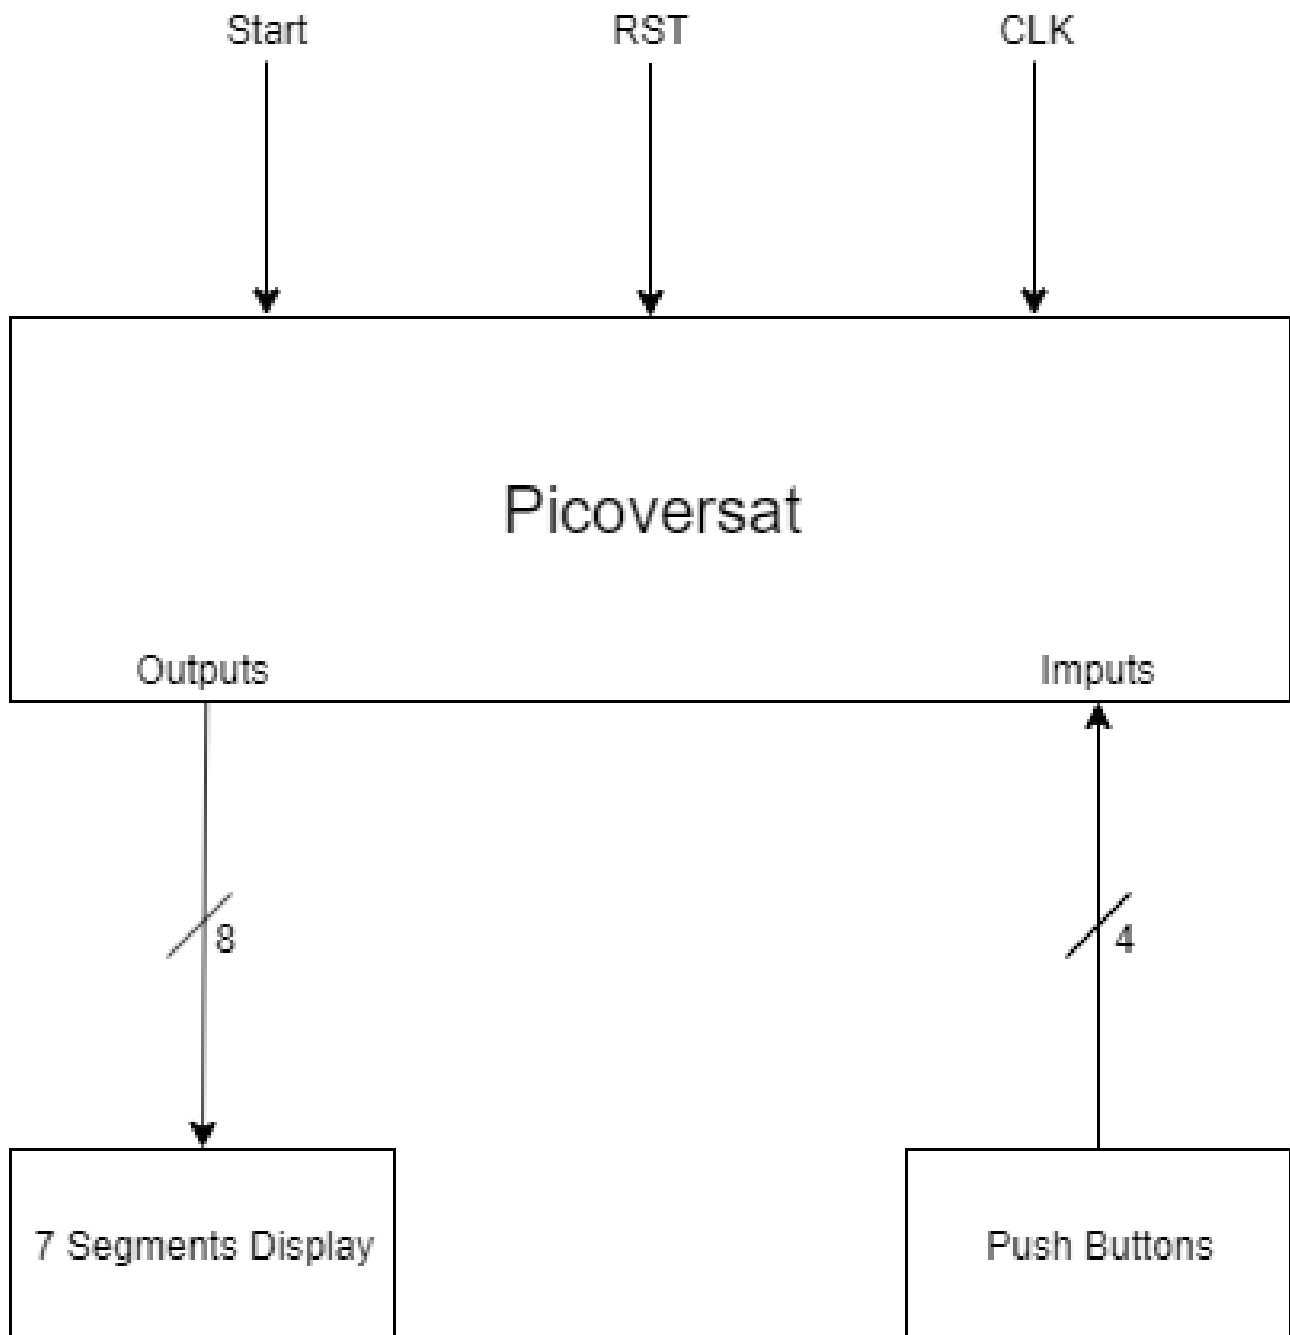 Start
RST
CLK
Picoversat
Outputs
Imputs
8
4
7 Segments Display
Push Buttons